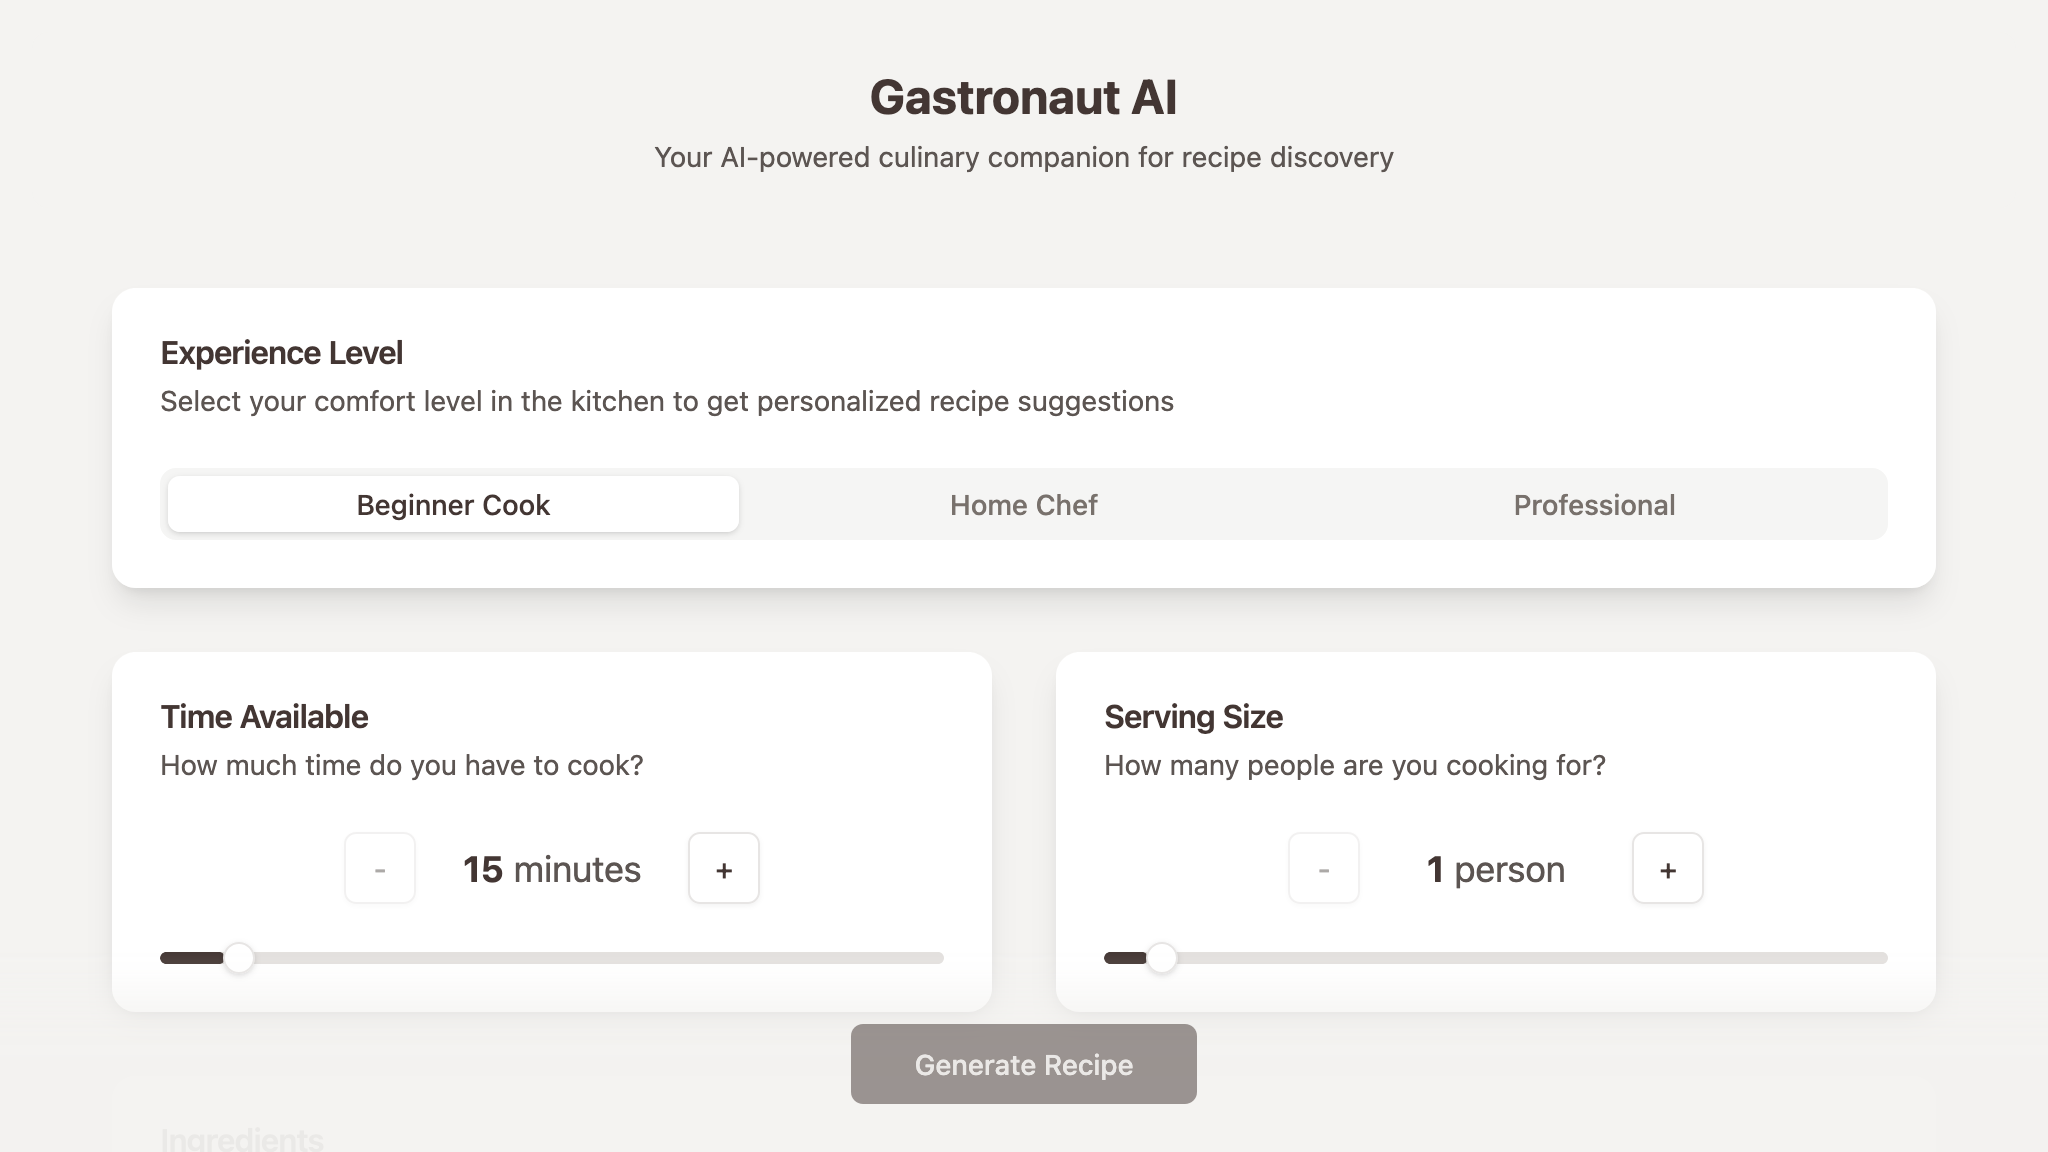 Gastronaut AI
Your AI-powered culinary companion for recipe discovery
Experience Level
Select your comfort level in the kitchen to get personalized recipe suggestions
Beginner Cook
Home Chef
Professional
Time Available
How much time do you have to cook?
- 15 minutes +
Serving Size
How many people are you cooking for?
- 1 person +
Generate Recipe
Ingredients